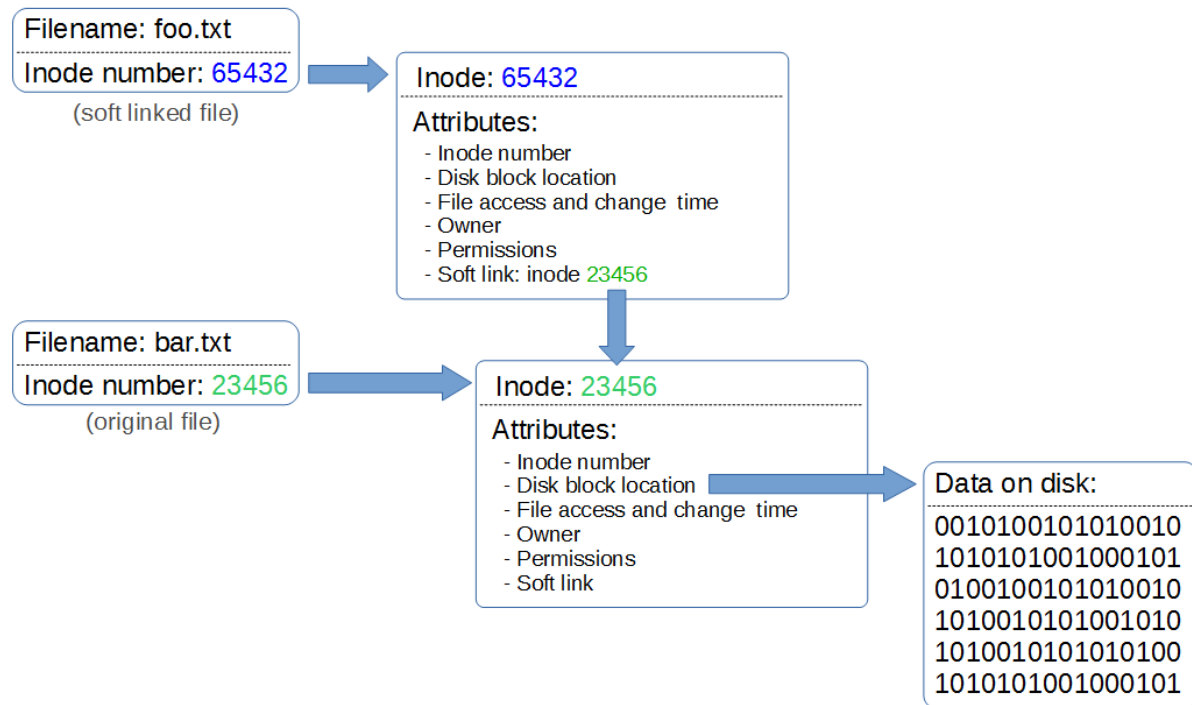 Filename: foo.txt
Inode number: 65432
(soft linked file)
Inode: 65432
Attributes:
- Inode number
- Disk block location
- File access and change time
- Owner
- Permissions
- Soft link: inode 23456
Filename: bar.txt
Inode number: 23456
(original file)
Inode: 23456
Attributes:
- Inode number
- Disk block location
- File access and change time
- Owner
- Permissions
- Soft link
Data on disk:
0010100101010010
1010101001000101
0100100101010010
1010010101001010
1010010101010100
1010101001000101